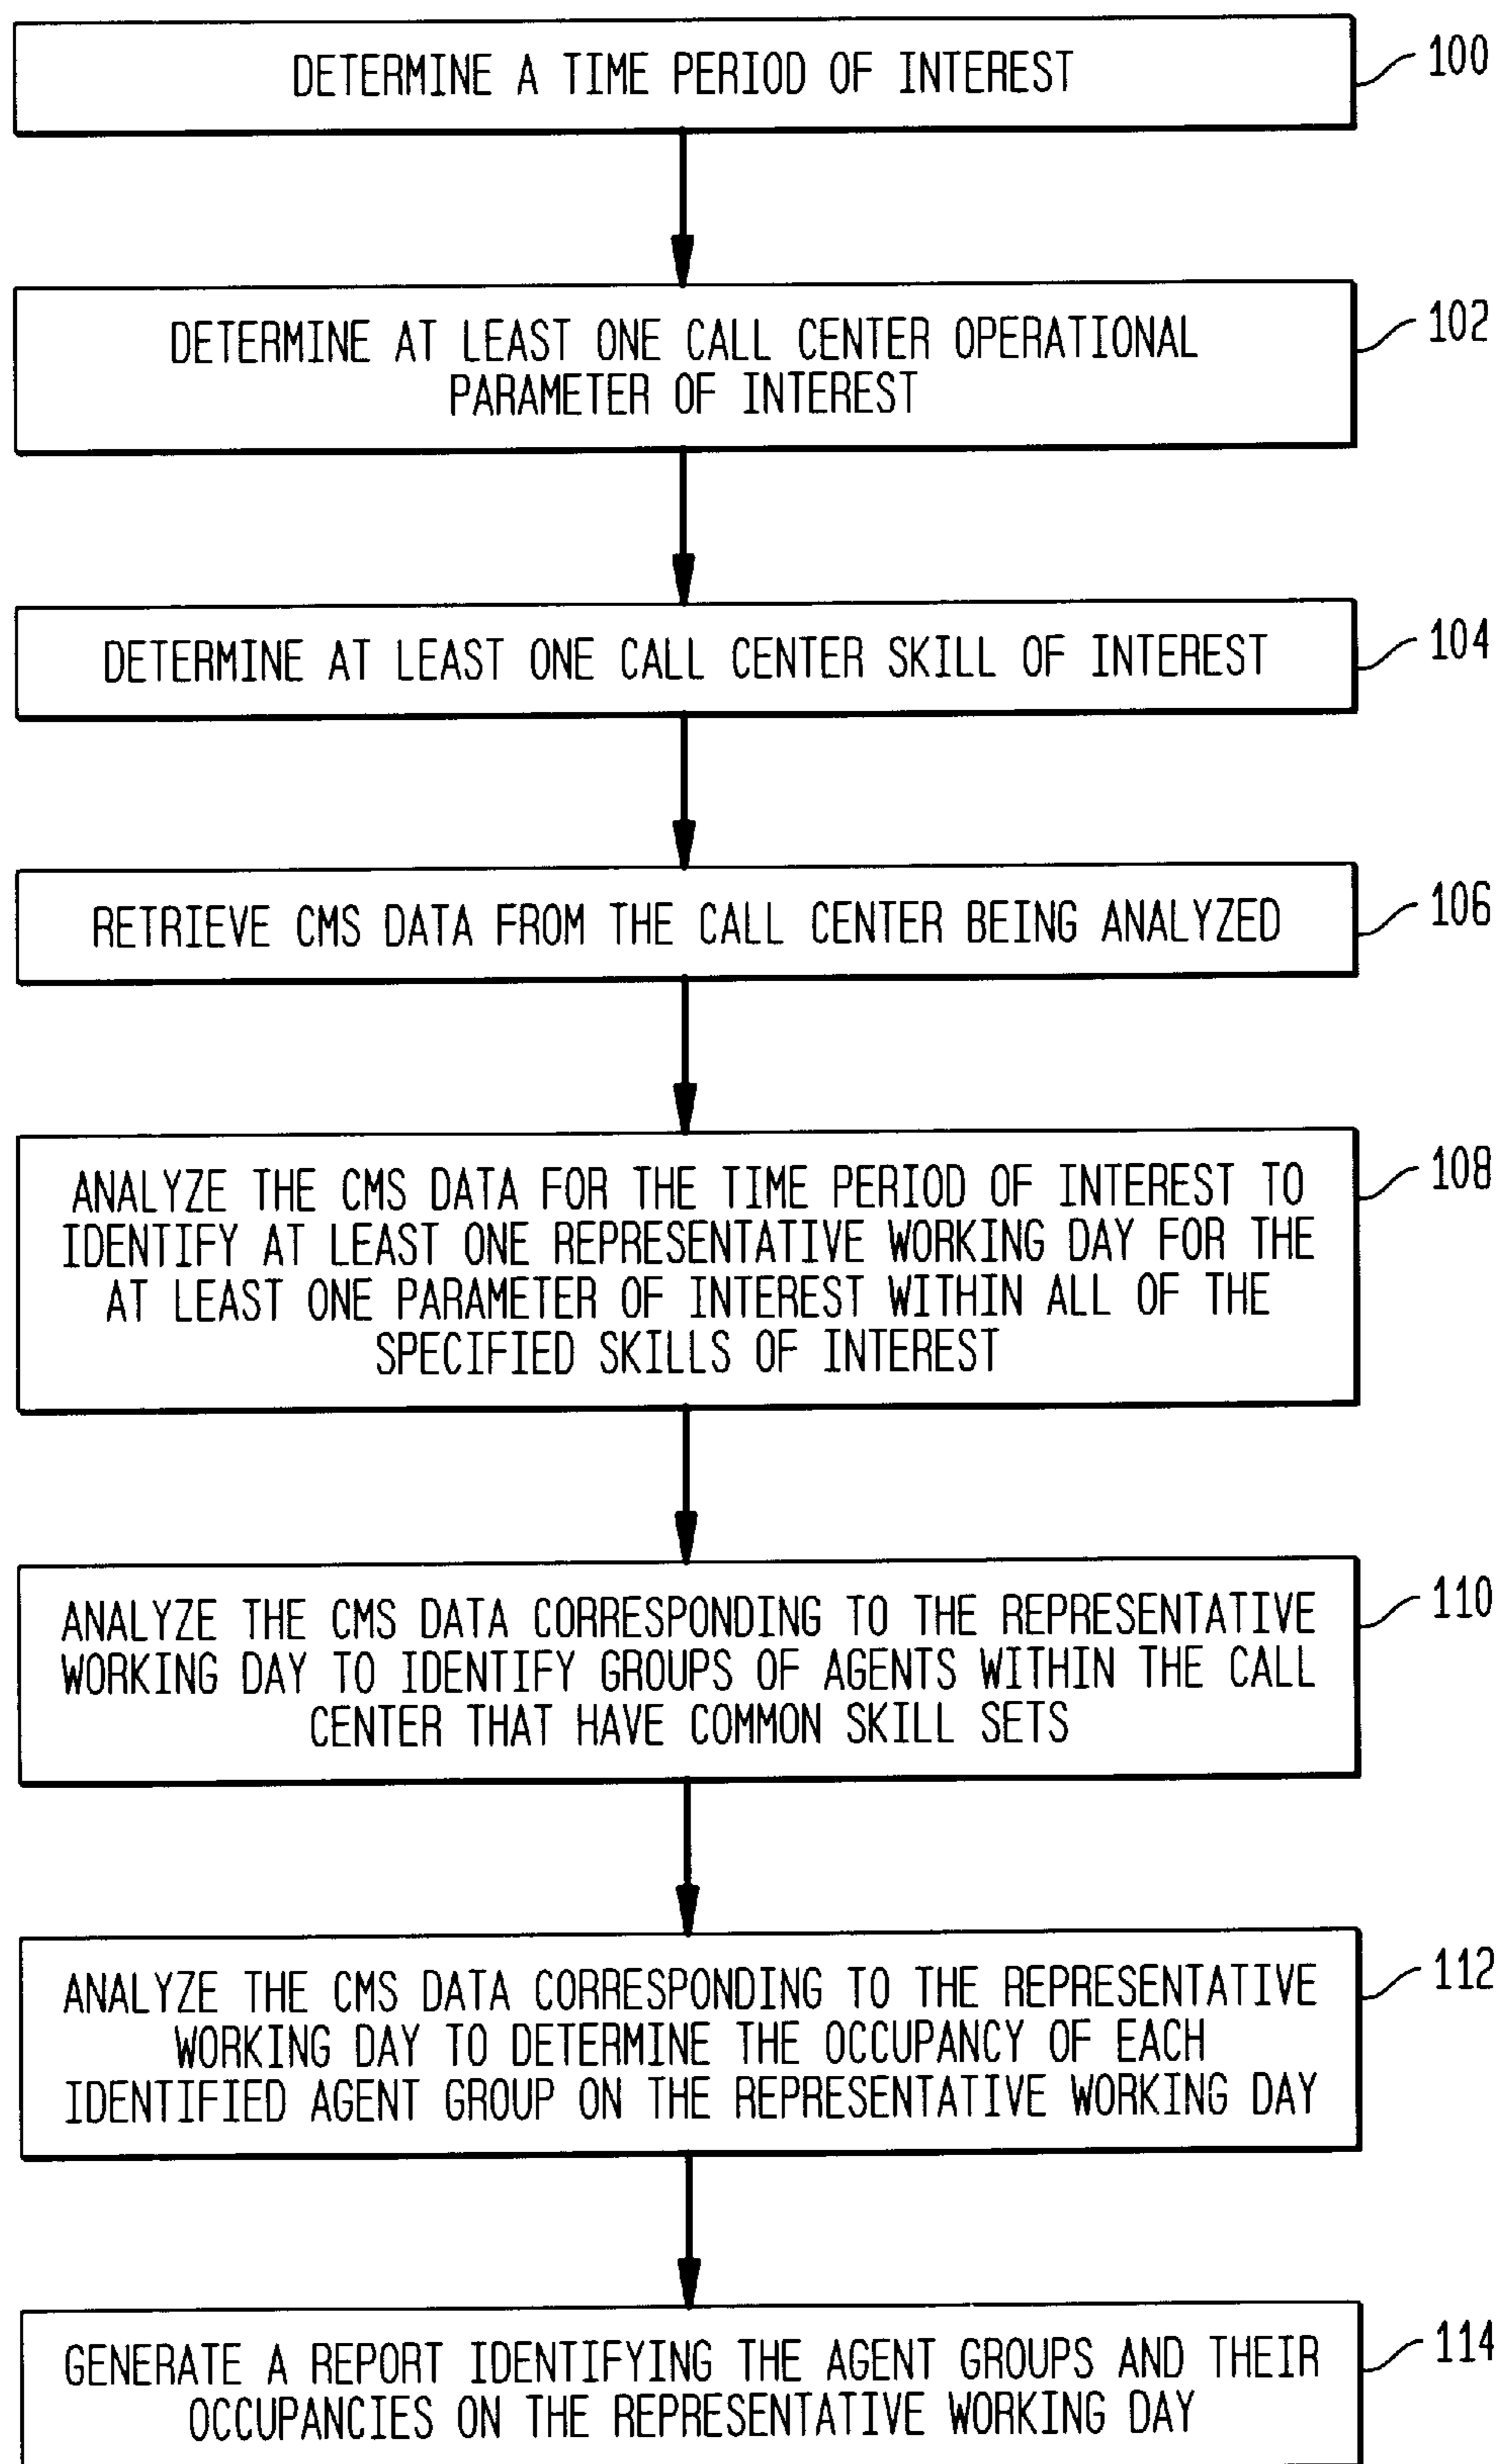 DETERMINE A TIME PERIOD OF INTEREST
100
DETERMINE AT LEAST ONE CALL CENTER OPERATIONAL
PARAMETER OF INTEREST
102
DETERMINE AT LEAST ONE CALL CENTER SKILL OF INTEREST
104
RETRIEVE CMS DATA FROM THE CALL CENTER BEING ANALYZED
106
ANALYZE THE CMS DATA FOR THE TIME PERIOD OF INTEREST TO
IDENTIFY AT LEAST ONE REPRESENTATIVE WORKING DAY FOR THE
AT LEAST ONE PARAMETER OF INTEREST WITHIN ALL OF THE
SPECIFIED SKILLS OF INTEREST
108
ANALYZE THE CMS DATA CORRESPONDING TO THE REPRESENTATIVE
WORKING DAY TO IDENTIFY GROUPS OF AGENTS WITHIN THE CALL
CENTER THAT HAVE COMMON SKILL SETS
110
ANALYZE THE CMS DATA CORRESPONDING TO THE REPRESENTATIVE
WORKING DAY TO DETERMINE THE OCCUPANCY OF EACH
IDENTIFIED AGENT GROUP ON THE REPRESENTATIVE WORKING DAY
112
GENERATE A REPORT IDENTIFYING THE AGENT GROUPS AND THEIR
OCCUPANCIES ON THE REPRESENTATIVE WORKING DAY
114